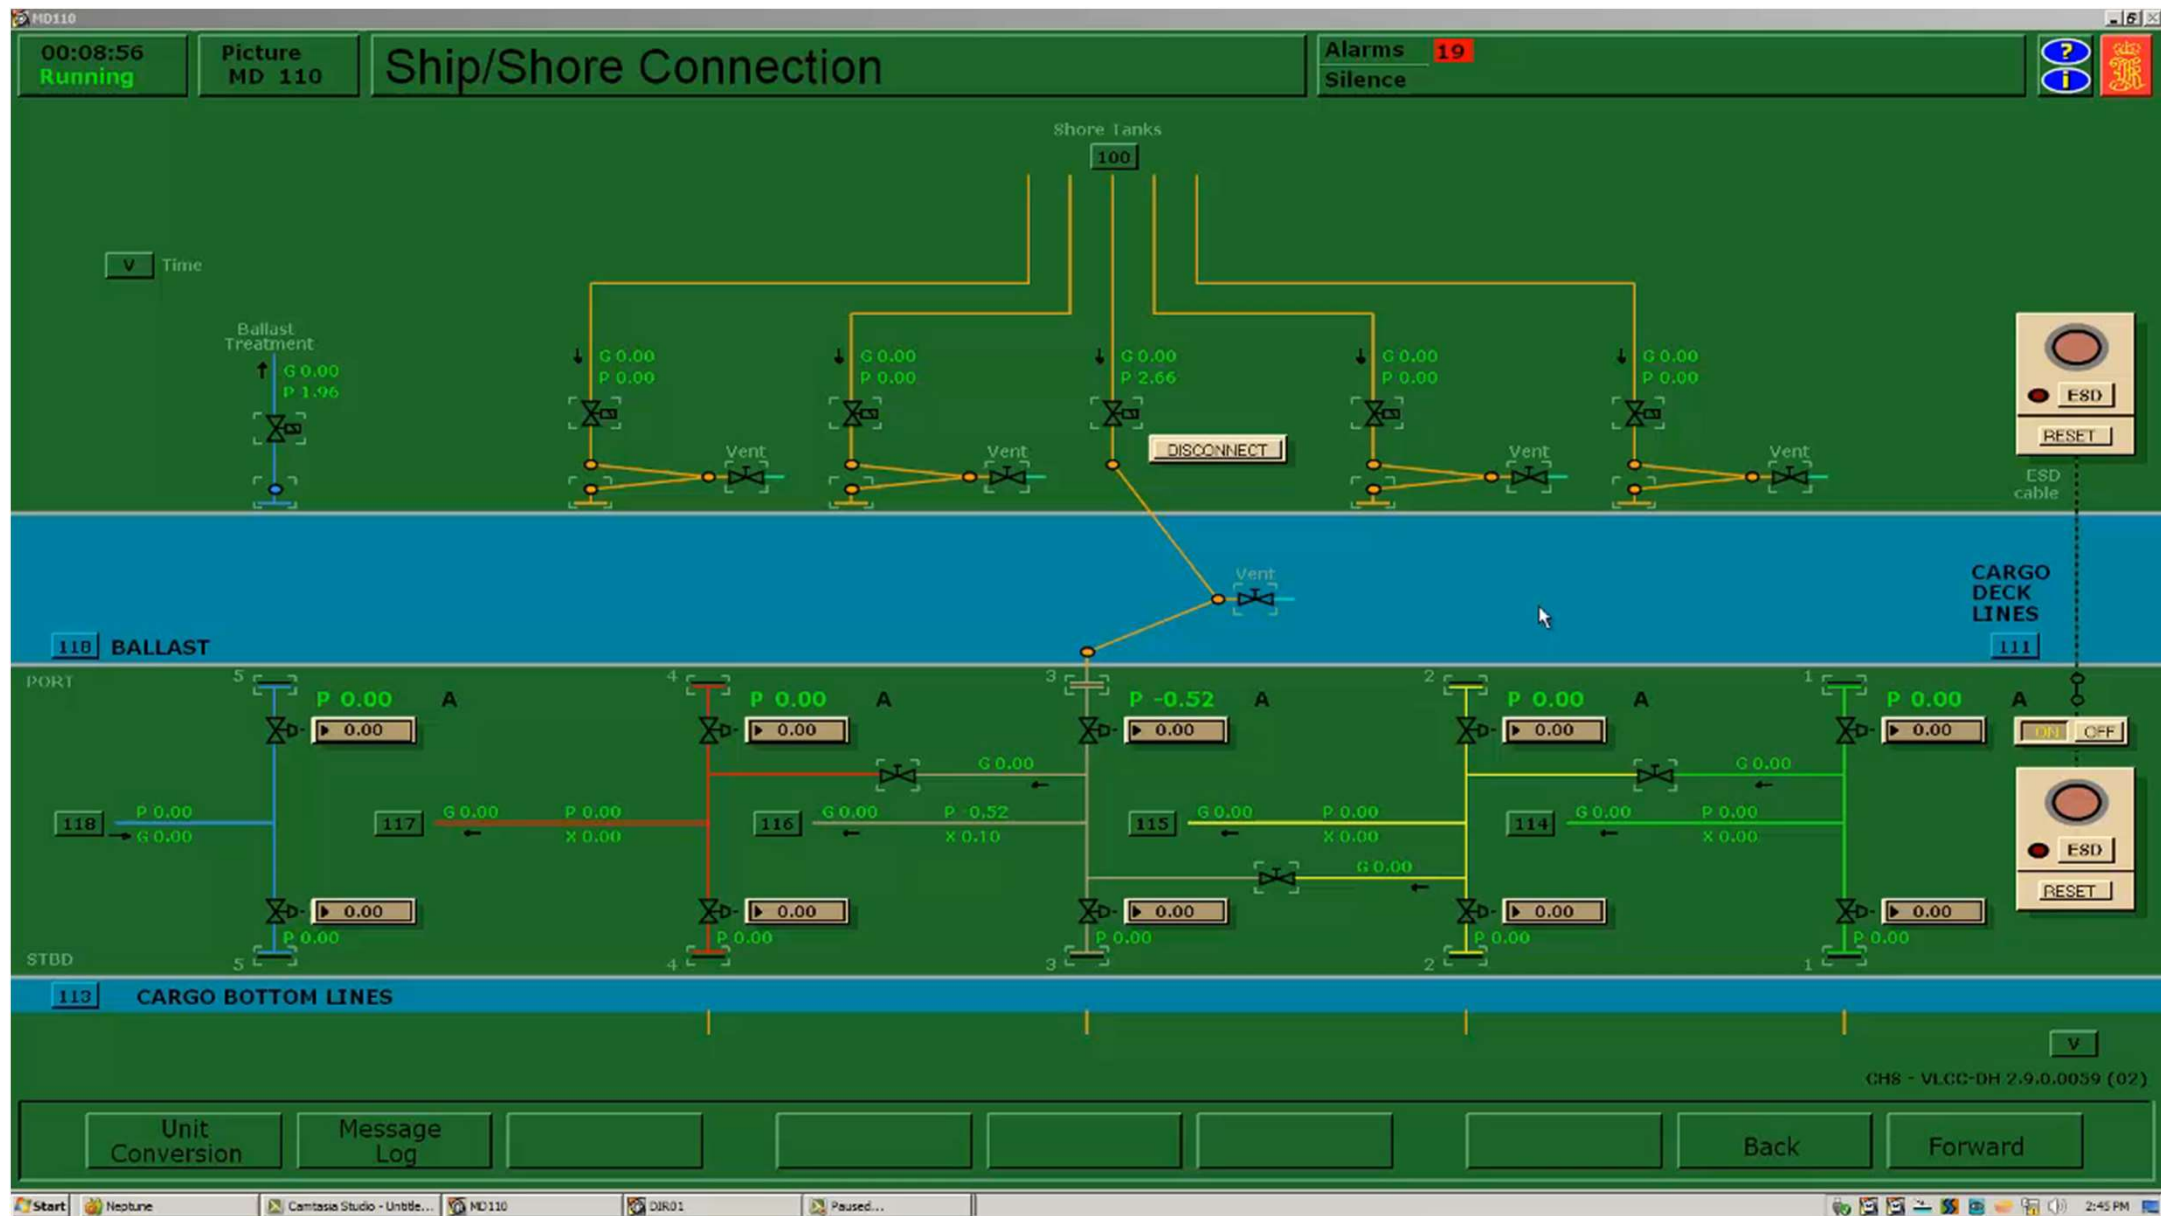 MD110
00:08:56
Running
Picture
MD 110
Ship/Shore Connection
Alarms 19
Silence
?
i
Shore Tanks
100
V Time
Ballast
Treatment
G 0.00
P 1.96
G 0.00
P 0.00
G 0.00
P 0.00
G 0.00
P 2.66
G 0.00
P 0.00
G 0.00
P 0.00
Vent
Vent
DISCONNECT
Vent
Vent
ESD
RESET
ESD
cable
Vent
CARGO
DECK
LINES
111
110 BALLAST
PORT
5 P 0.00 A
4 P 0.00 A
3 P -0.52 A
2 P 0.00 A
1 P 0.00 A
0.00 0.00 0.00 0.00 0.00
ON OFF
G 0.00 G 0.00
118 P 0.00
G 0.00
117 G 0.00 P 0.00
X 0.00
116 G 0.00 P -0.52
X 0.10
115 G 0.00 P 0.00
X 0.00
114 G 0.00 P 0.00
X 0.00
G 0.00
ESD
RESET
0.00 0.00 0.00 0.00 0.00
P 0.00 P 0.00 P 0.00 P 0.00 P 0.00
STBD
5 4 3 2 1
113 CARGO BOTTOM LINES
V
CHS - VLCC-DH 2.9.0.0059 (02)
Unit
Conversion
Message
Log
Back
Forward
Start Neptune Camtasia Studio - Untitle... MD110 DIR01 Paused... 2:45 PM